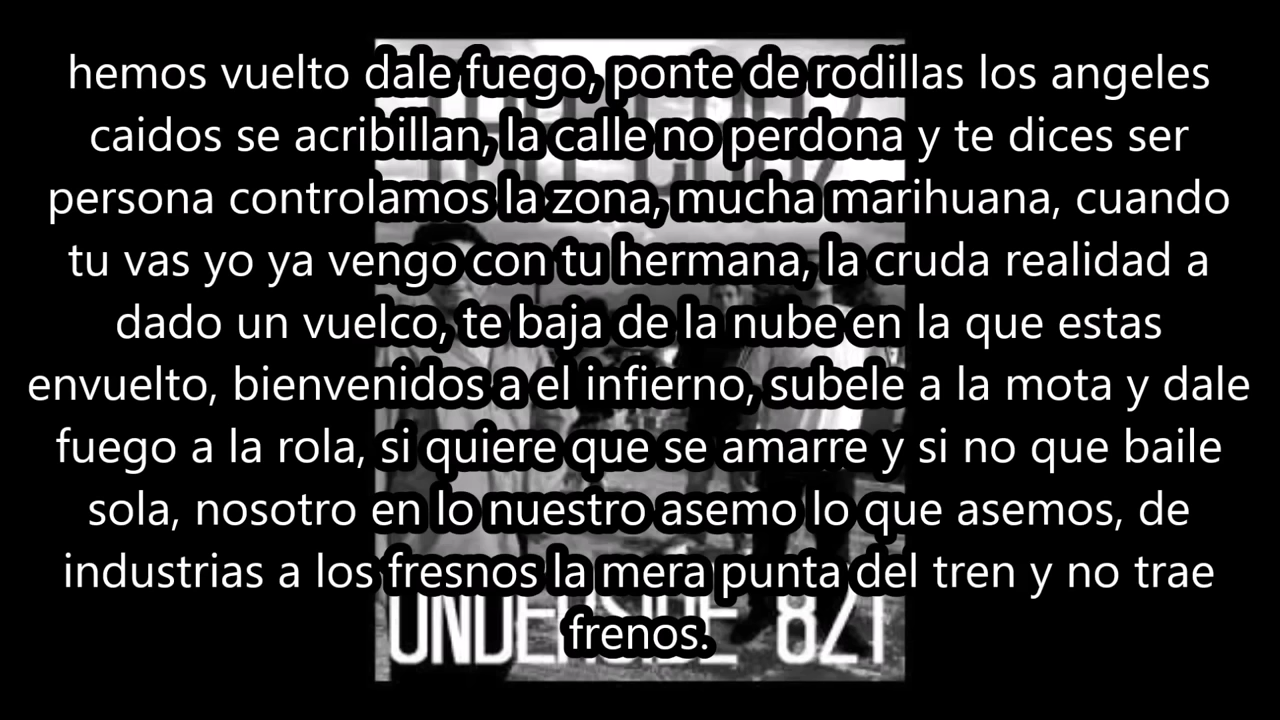 hemos vuelto dale fuego, ponte de rodillas los angeles
caidos se acribillan, la calle no perdona y te dices ser
persona controlamos la zona, mucha marihuana, cuando
tu vas yo ya vengo con tu hermana, la cruda realidad a
dado un vuelco, te baja de la nube en la que estas
envuelto, bienvenidos a el infierno, subele a la mota y dale
fuego a la rola, si quiere que se amarre y si no que baile
sola, nosotro en lo nuestro asemo lo que asemos, de
industrias a los fresnos la mera punta del tren y no trae
frenos.
UNDERSIDE 821